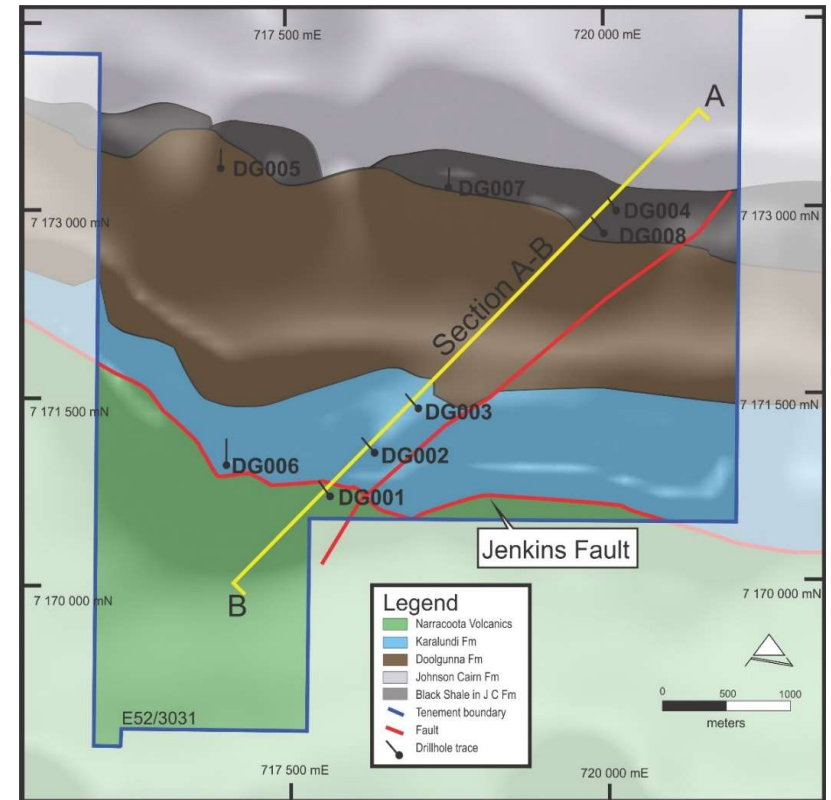 717 500 mE
720 000 mE
A
DG005
DG007
DG004
7 173 000 mN
7 173 000 mN
DG008
Section A-B
7 171 500 mN
DG003
7 171 500 mN
DG002
DG006
DG001
Jenkins Fault
7 170 000 mN
B
7 170 000 mN
Legend
Narracoota Volcanics
Karalundi Fm
Doolgunna Fm
Johnson Cairn Fm
Black Shale in J C Fm
Tenement boundary
Fault
Drillhole trace
0 500 1000
meters
E52/3031
717 500 mE
720 000 mE